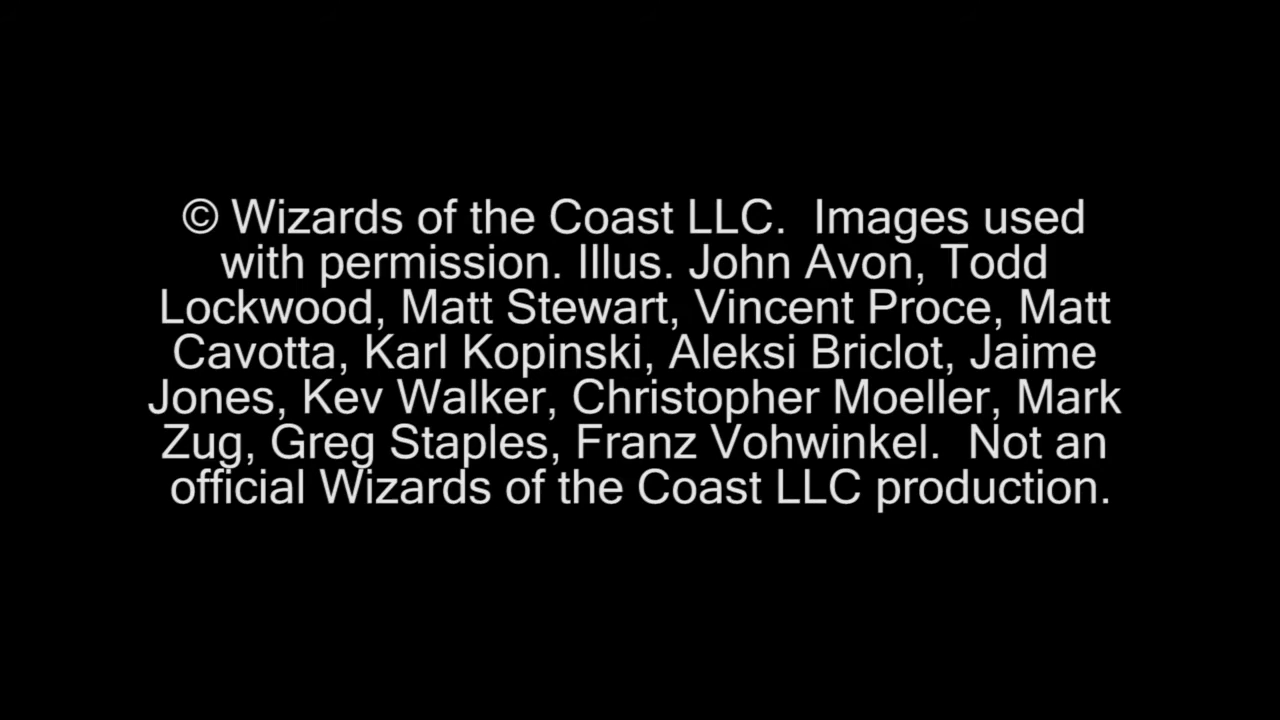 © Wizards of the Coast LLC.  Images used
with permission. Illus. John Avon, Todd
Lockwood, Matt Stewart, Vincent Proce, Matt
Cavotta, Karl Kopinski, Aleksi Briclot, Jaime
Jones, Kev Walker, Christopher Moeller, Mark
Zug, Greg Staples, Franz Vohwinkel.  Not an
official Wizards of the Coast LLC production.